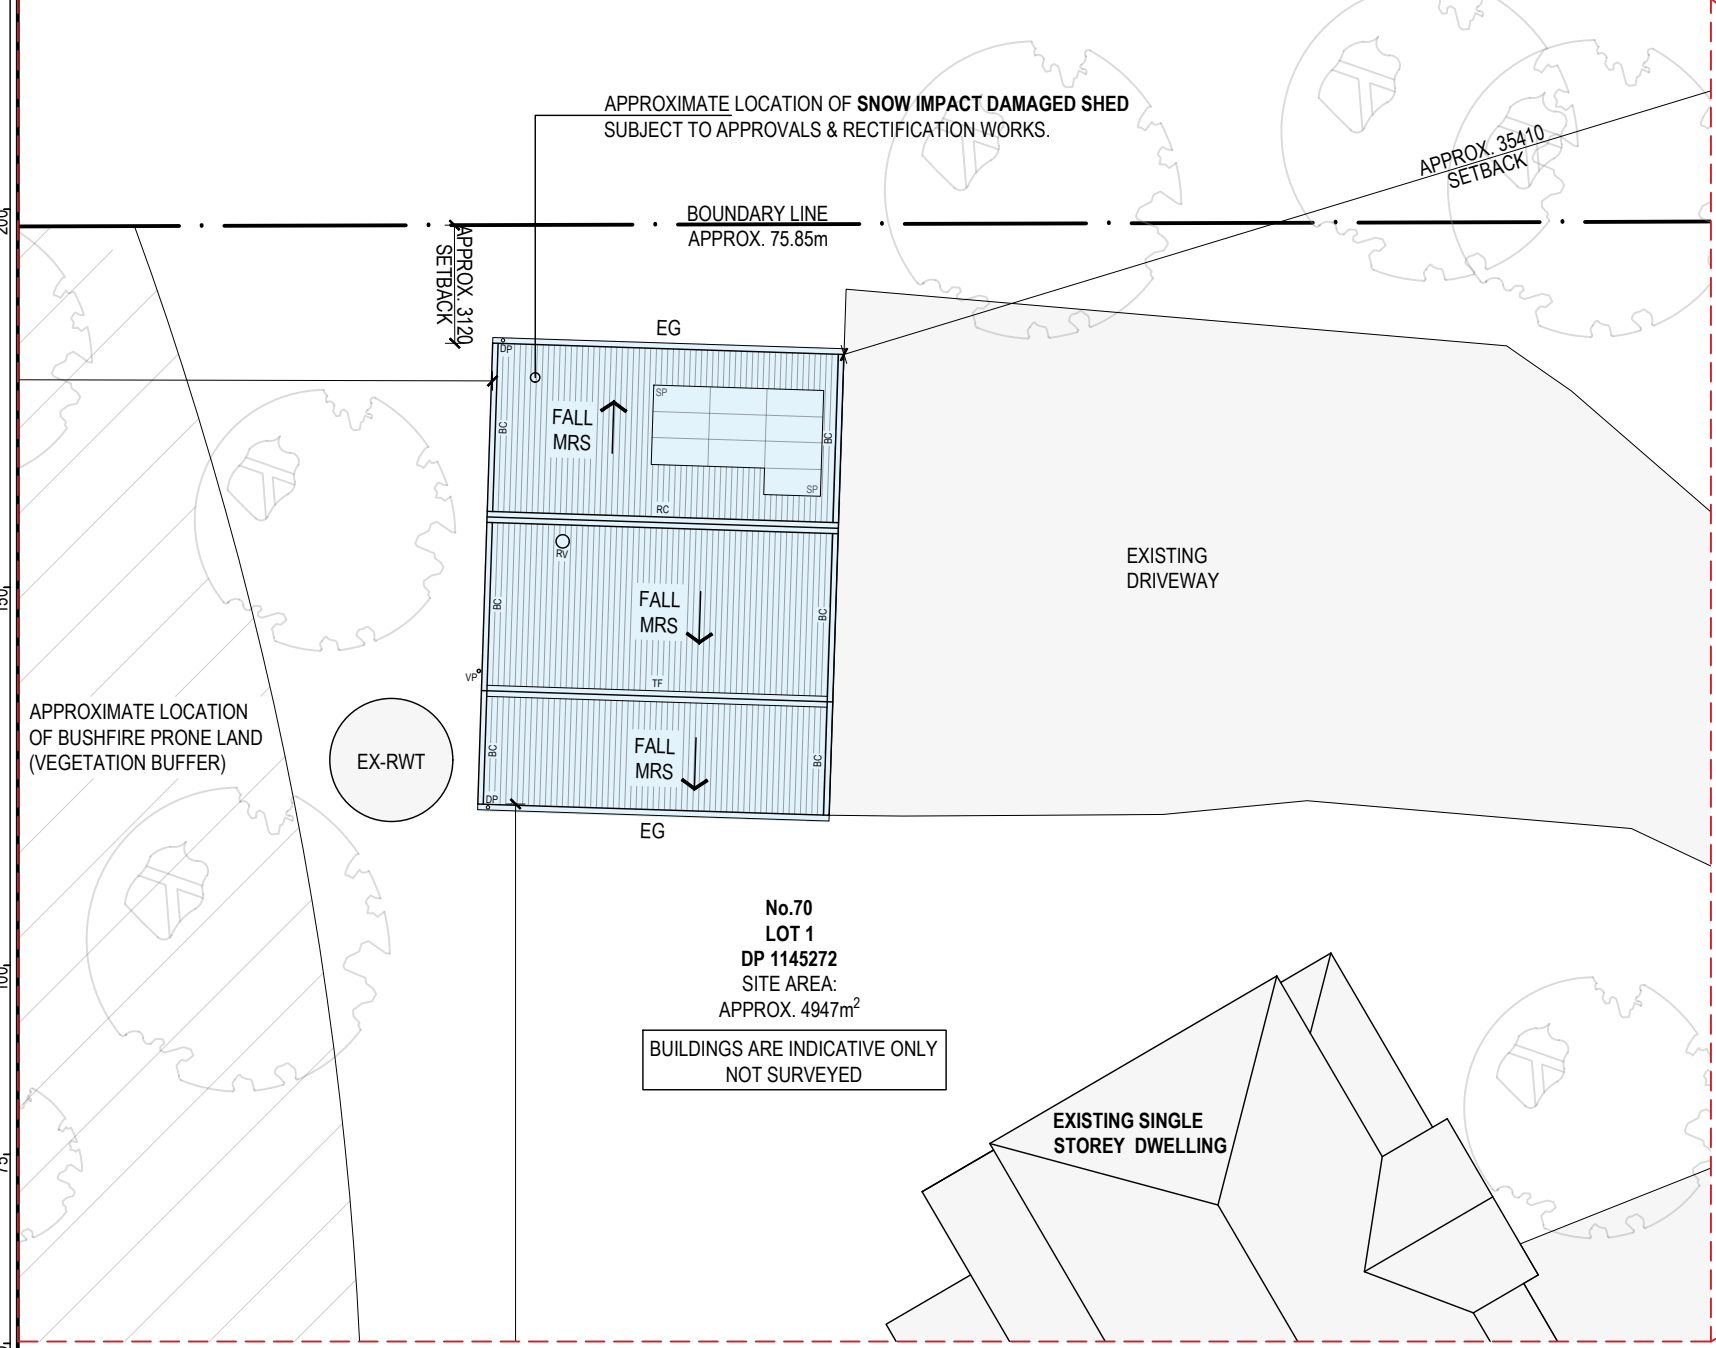 APPROXIMATE LOCATION OF SNOW IMPACT DAMAGED SHED
SUBJECT TO APPROVALS & RECTIFICATION WORKS.
APPROX. 35410
SETBACK
200
BOUNDARY LINE
APPROX. 75.85m
APPROX. 3120
SETBACK
EG
DP
SP
FALL
MRS
BC
BC
SP
RC
RV
EXISTING
DRIVEWAY
150
FALL
MRS
BC
BC
VP
TF
APPROXIMATE LOCATION
OF BUSHFIRE PRONE LAND
(VEGETATION BUFFER)
EX-RWT
FALL
MRS
BC
BC
DP
EG
No.70
LOT 1
DP 1145272
SITE AREA:
APPROX. 4947m²
100
BUILDINGS ARE INDICATIVE ONLY
NOT SURVEYED
EXISTING SINGLE
STOREY DWELLING
75